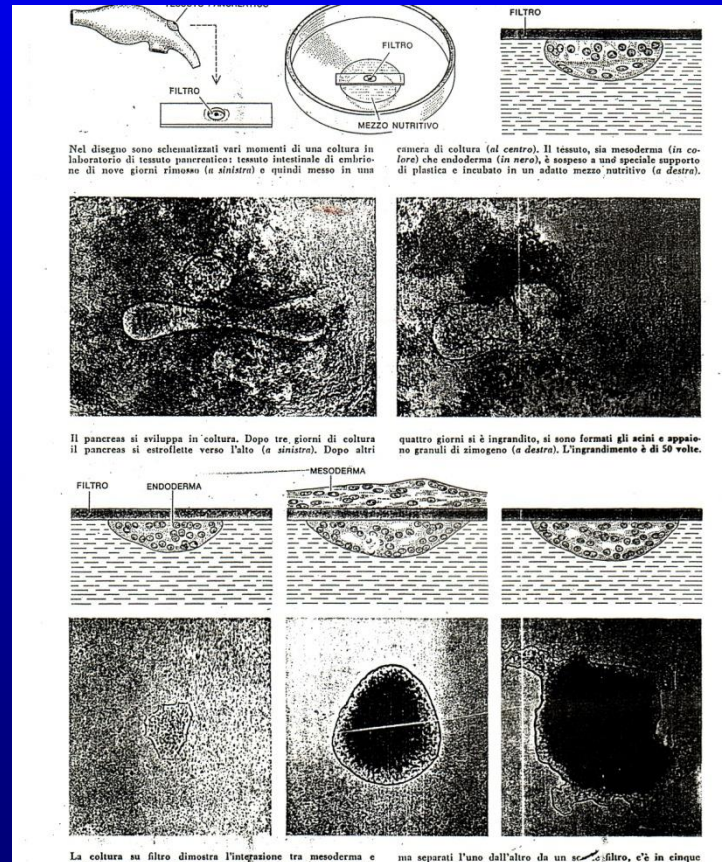 TESSUTO PANCREATICO
FILTRO
FILTRO
MEZZO NUTRITIVO
FILTRO
Nel disegno sono schematizzati vari momenti di una coltura in
laboratorio di tessuto pancreatico: tessuto intestinale di embrio-
ne di nove giorni rimosso (a sinistra) e quindi messo in una
camera di coltura (al centro). Il tessuto, sia mesoderma (in co-
lore) che endoderma (in nero), è sospeso a uno speciale supporto
di plastica e incubato in un adatto mezzo nutritivo (a destra).
Il pancreas si sviluppa in coltura. Dopo tre giorni di coltura
il pancreas si estroflette verso l'alto (a sinistra). Dopo altri
quattro giorni si è ingrandito, si sono formati gli acini e appaio-
no granuli di zimogeno (a destra). L'ingrandimento è di 50 volte.
FILTRO
ENDODERMA
MESODERMA
La coltura su filtro dimostra l'interazione tra mesoderma e
ma separati l'uno dall'altro da un filtro, c'è in cinque